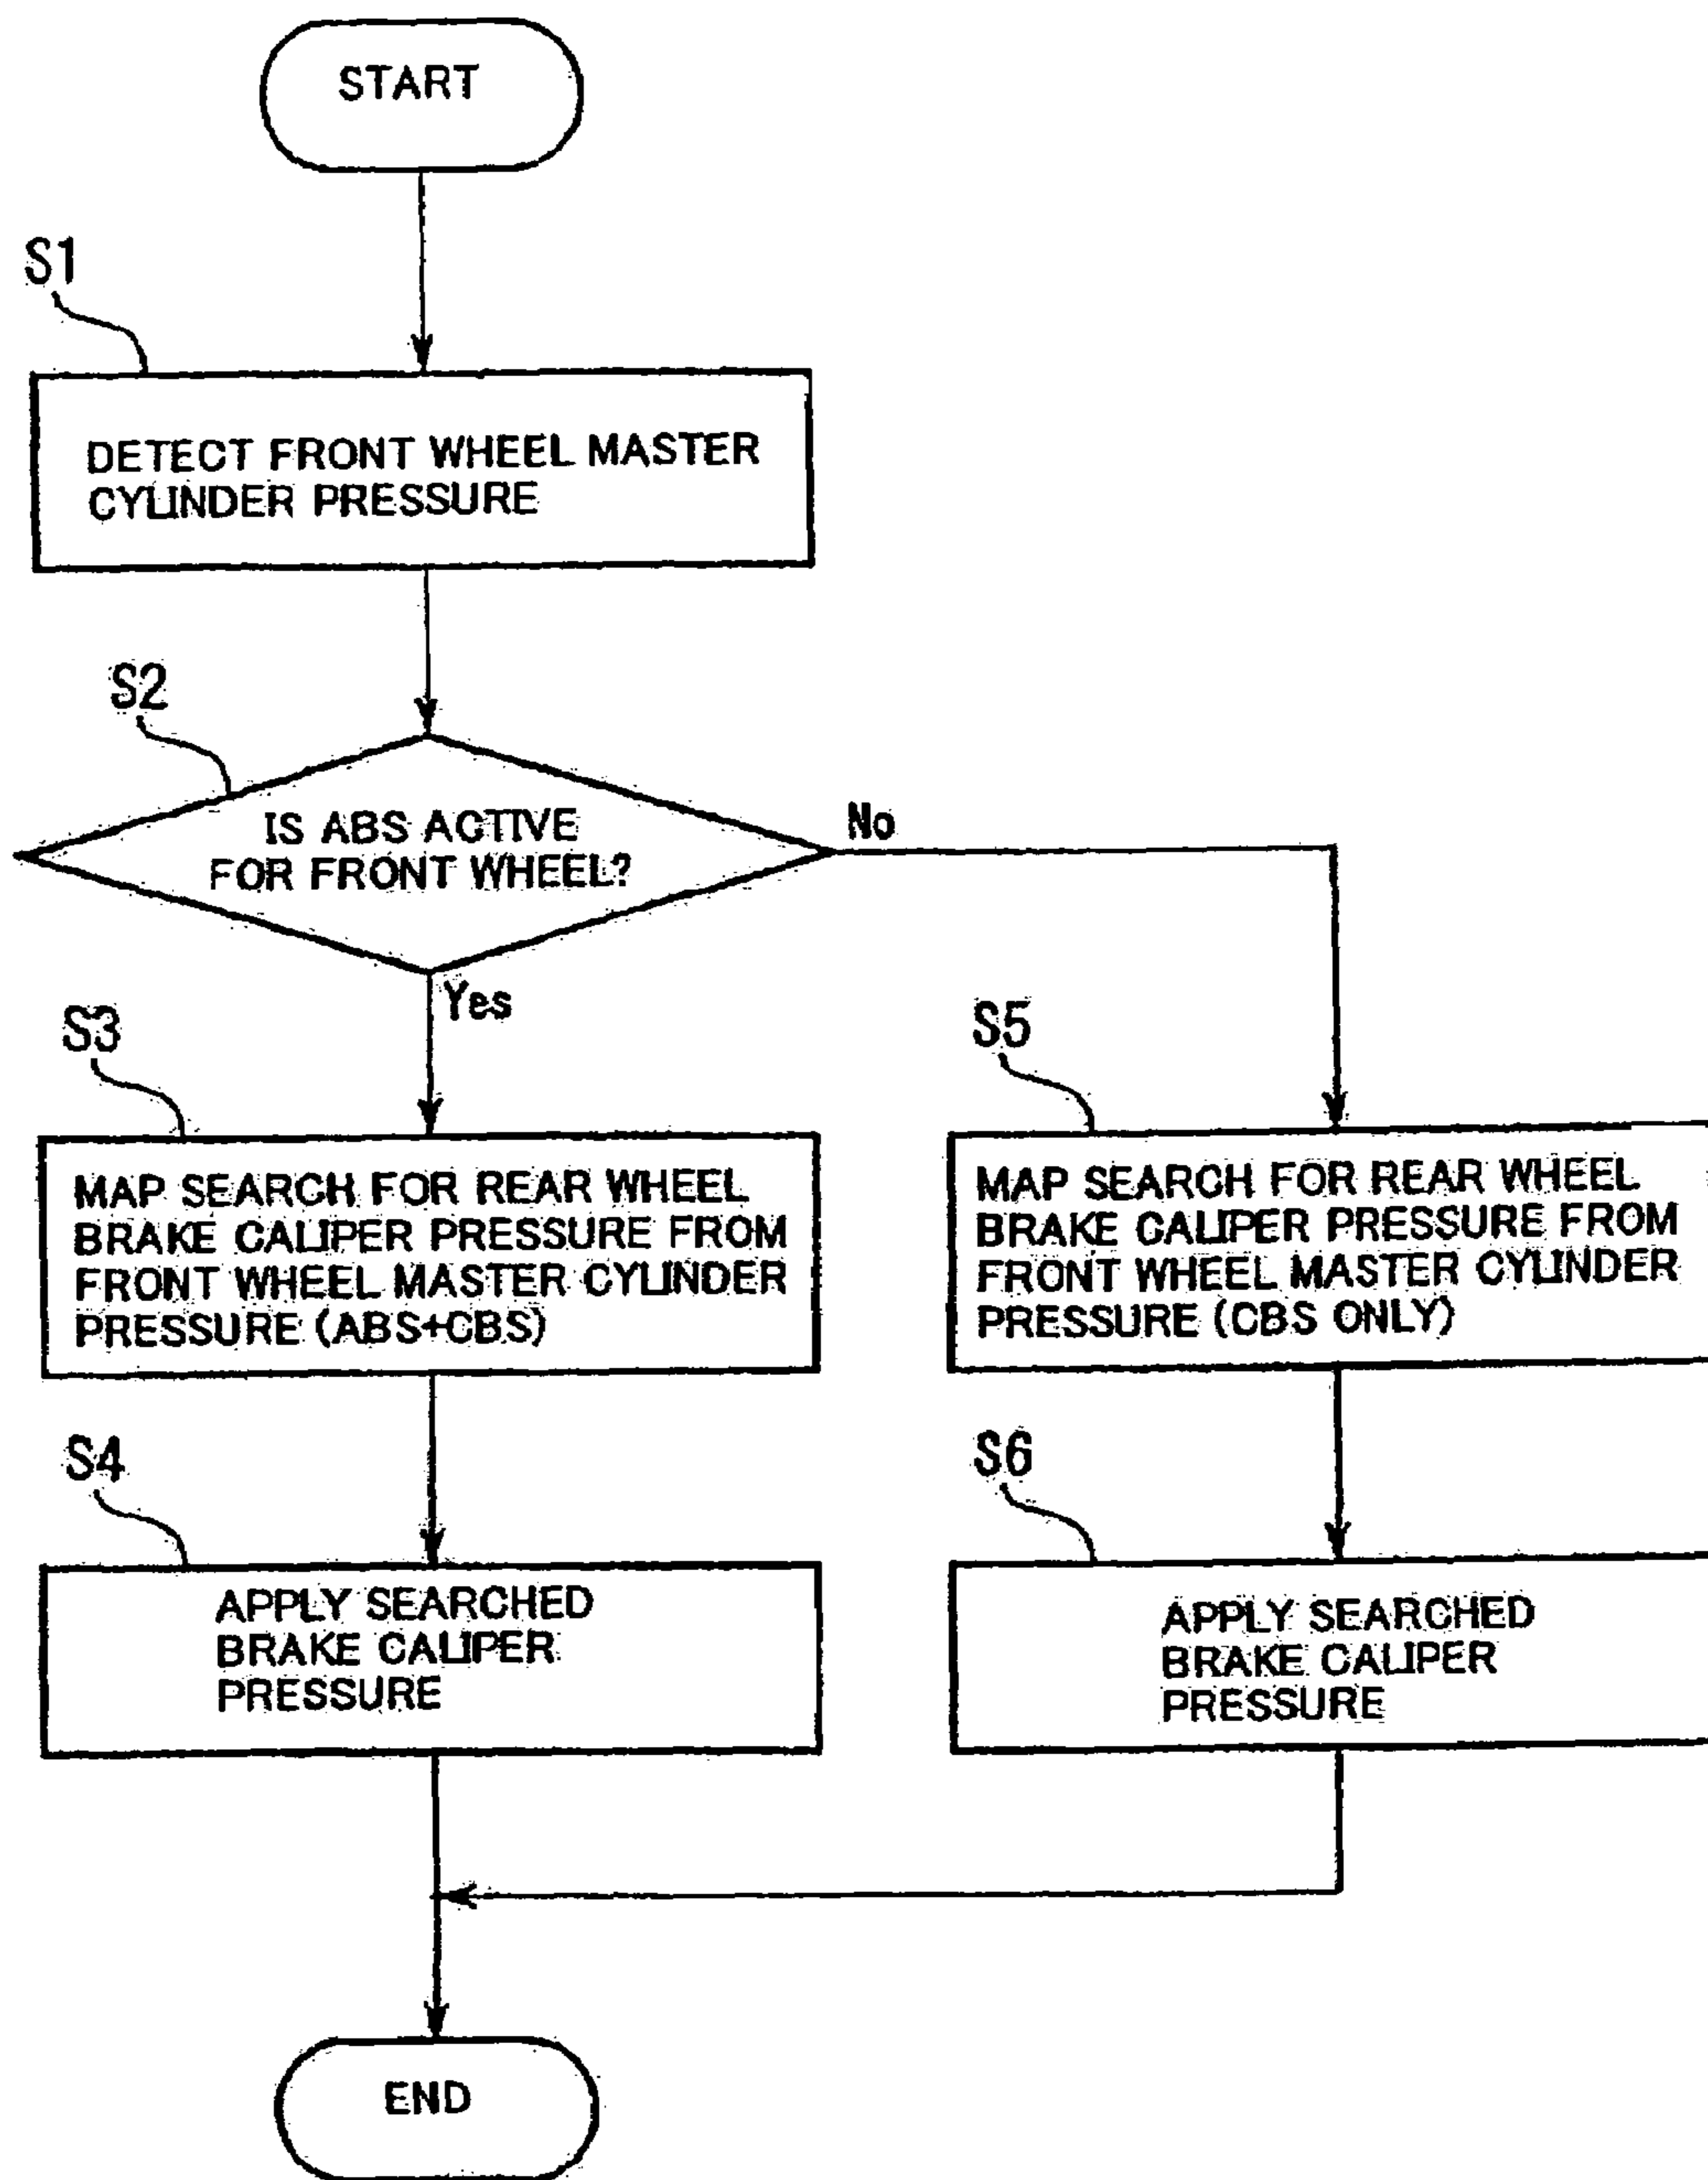 START
S1
DETECT FRONT WHEEL MASTER
CYLINDER PRESSURE
S2
IS ABS ACTIVE
FOR FRONT WHEEL?
No
Yes
S3
MAP SEARCH FOR REAR WHEEL
BRAKE CALIPER PRESSURE FROM
FRONT WHEEL MASTER CYLINDER
PRESSURE (ABS+CBS)
S5
MAP SEARCH FOR REAR WHEEL
BRAKE CALIPER PRESSURE FROM
FRONT WHEEL MASTER CYLINDER
PRESSURE (CBS ONLY)
S4
APPLY SEARCHED
BRAKE CALIPER
PRESSURE
S6
APPLY SEARCHED
BRAKE CALIPER
PRESSURE
END